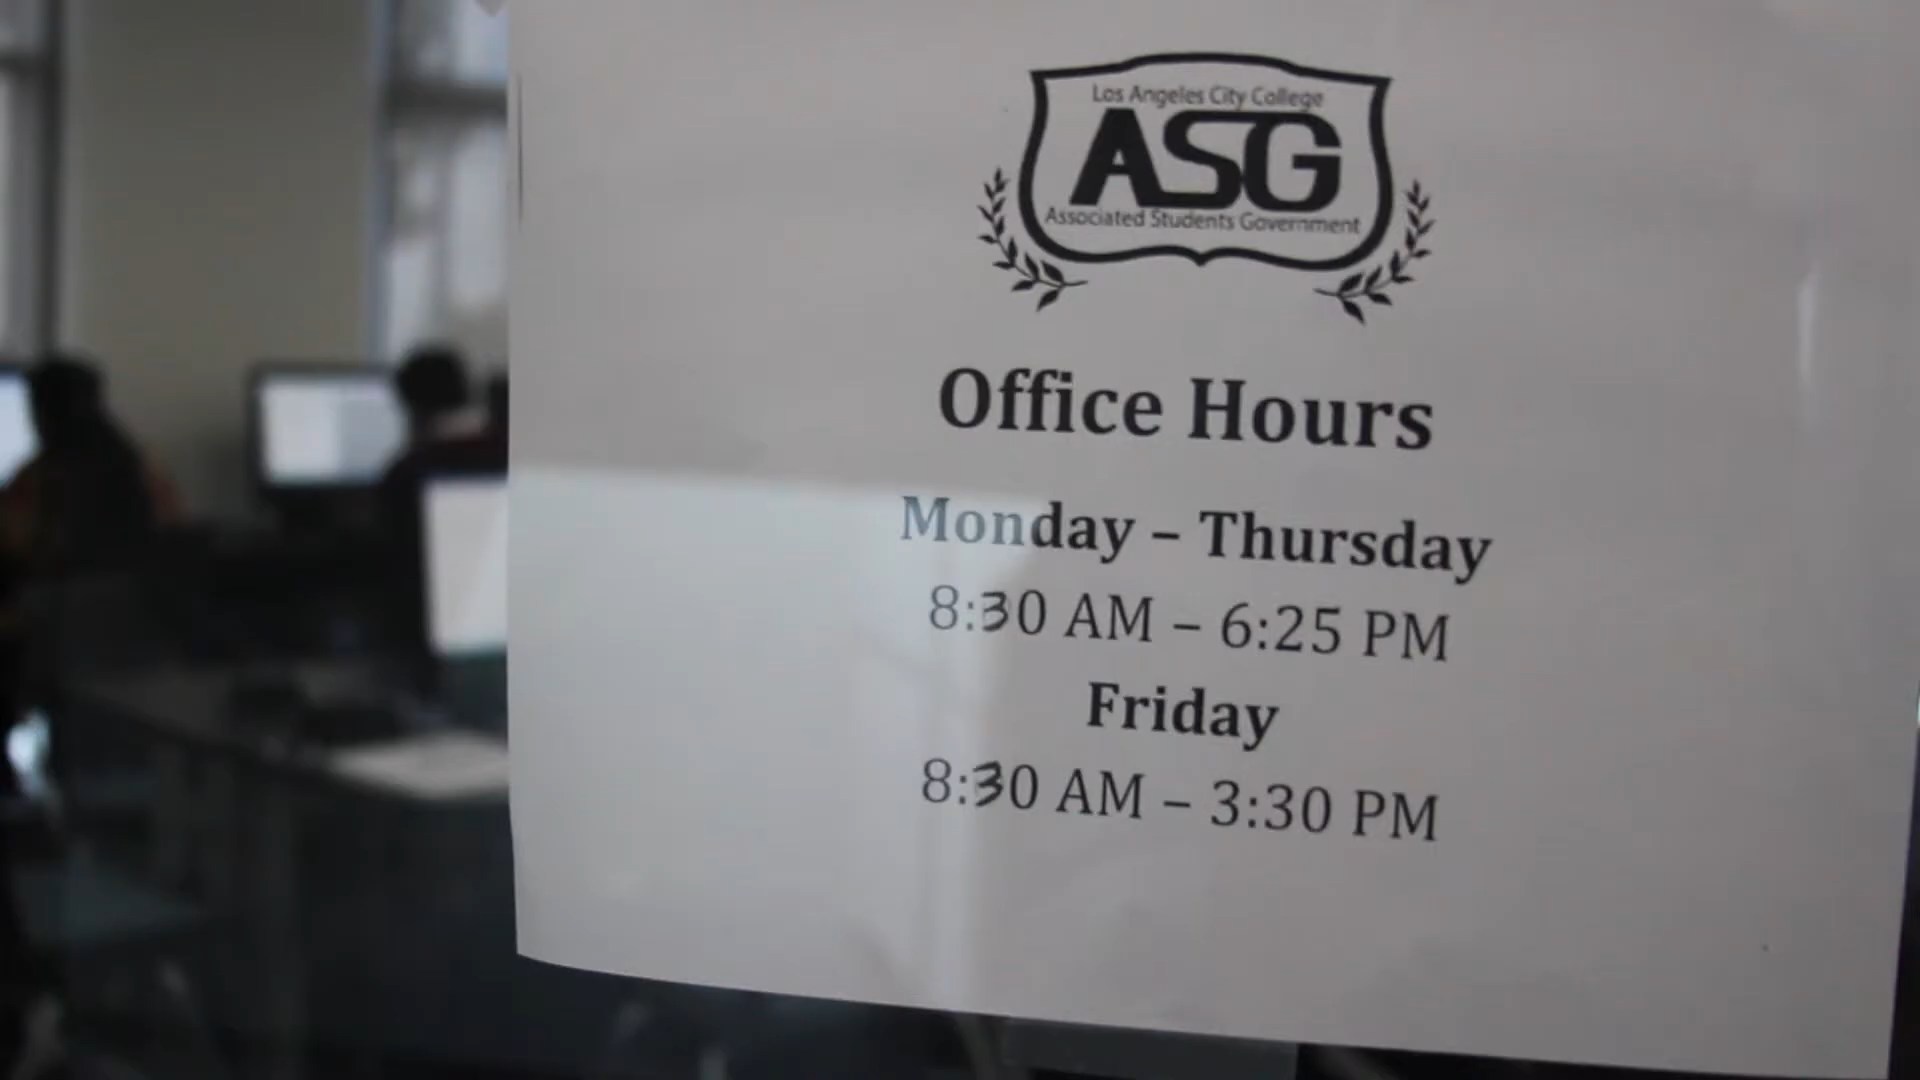 Los Angeles City College
ASG
Associated Students Government
Office Hours
Monday – Thursday
8:30 AM – 6:25 PM
Friday
8:30 AM – 3:30 PM